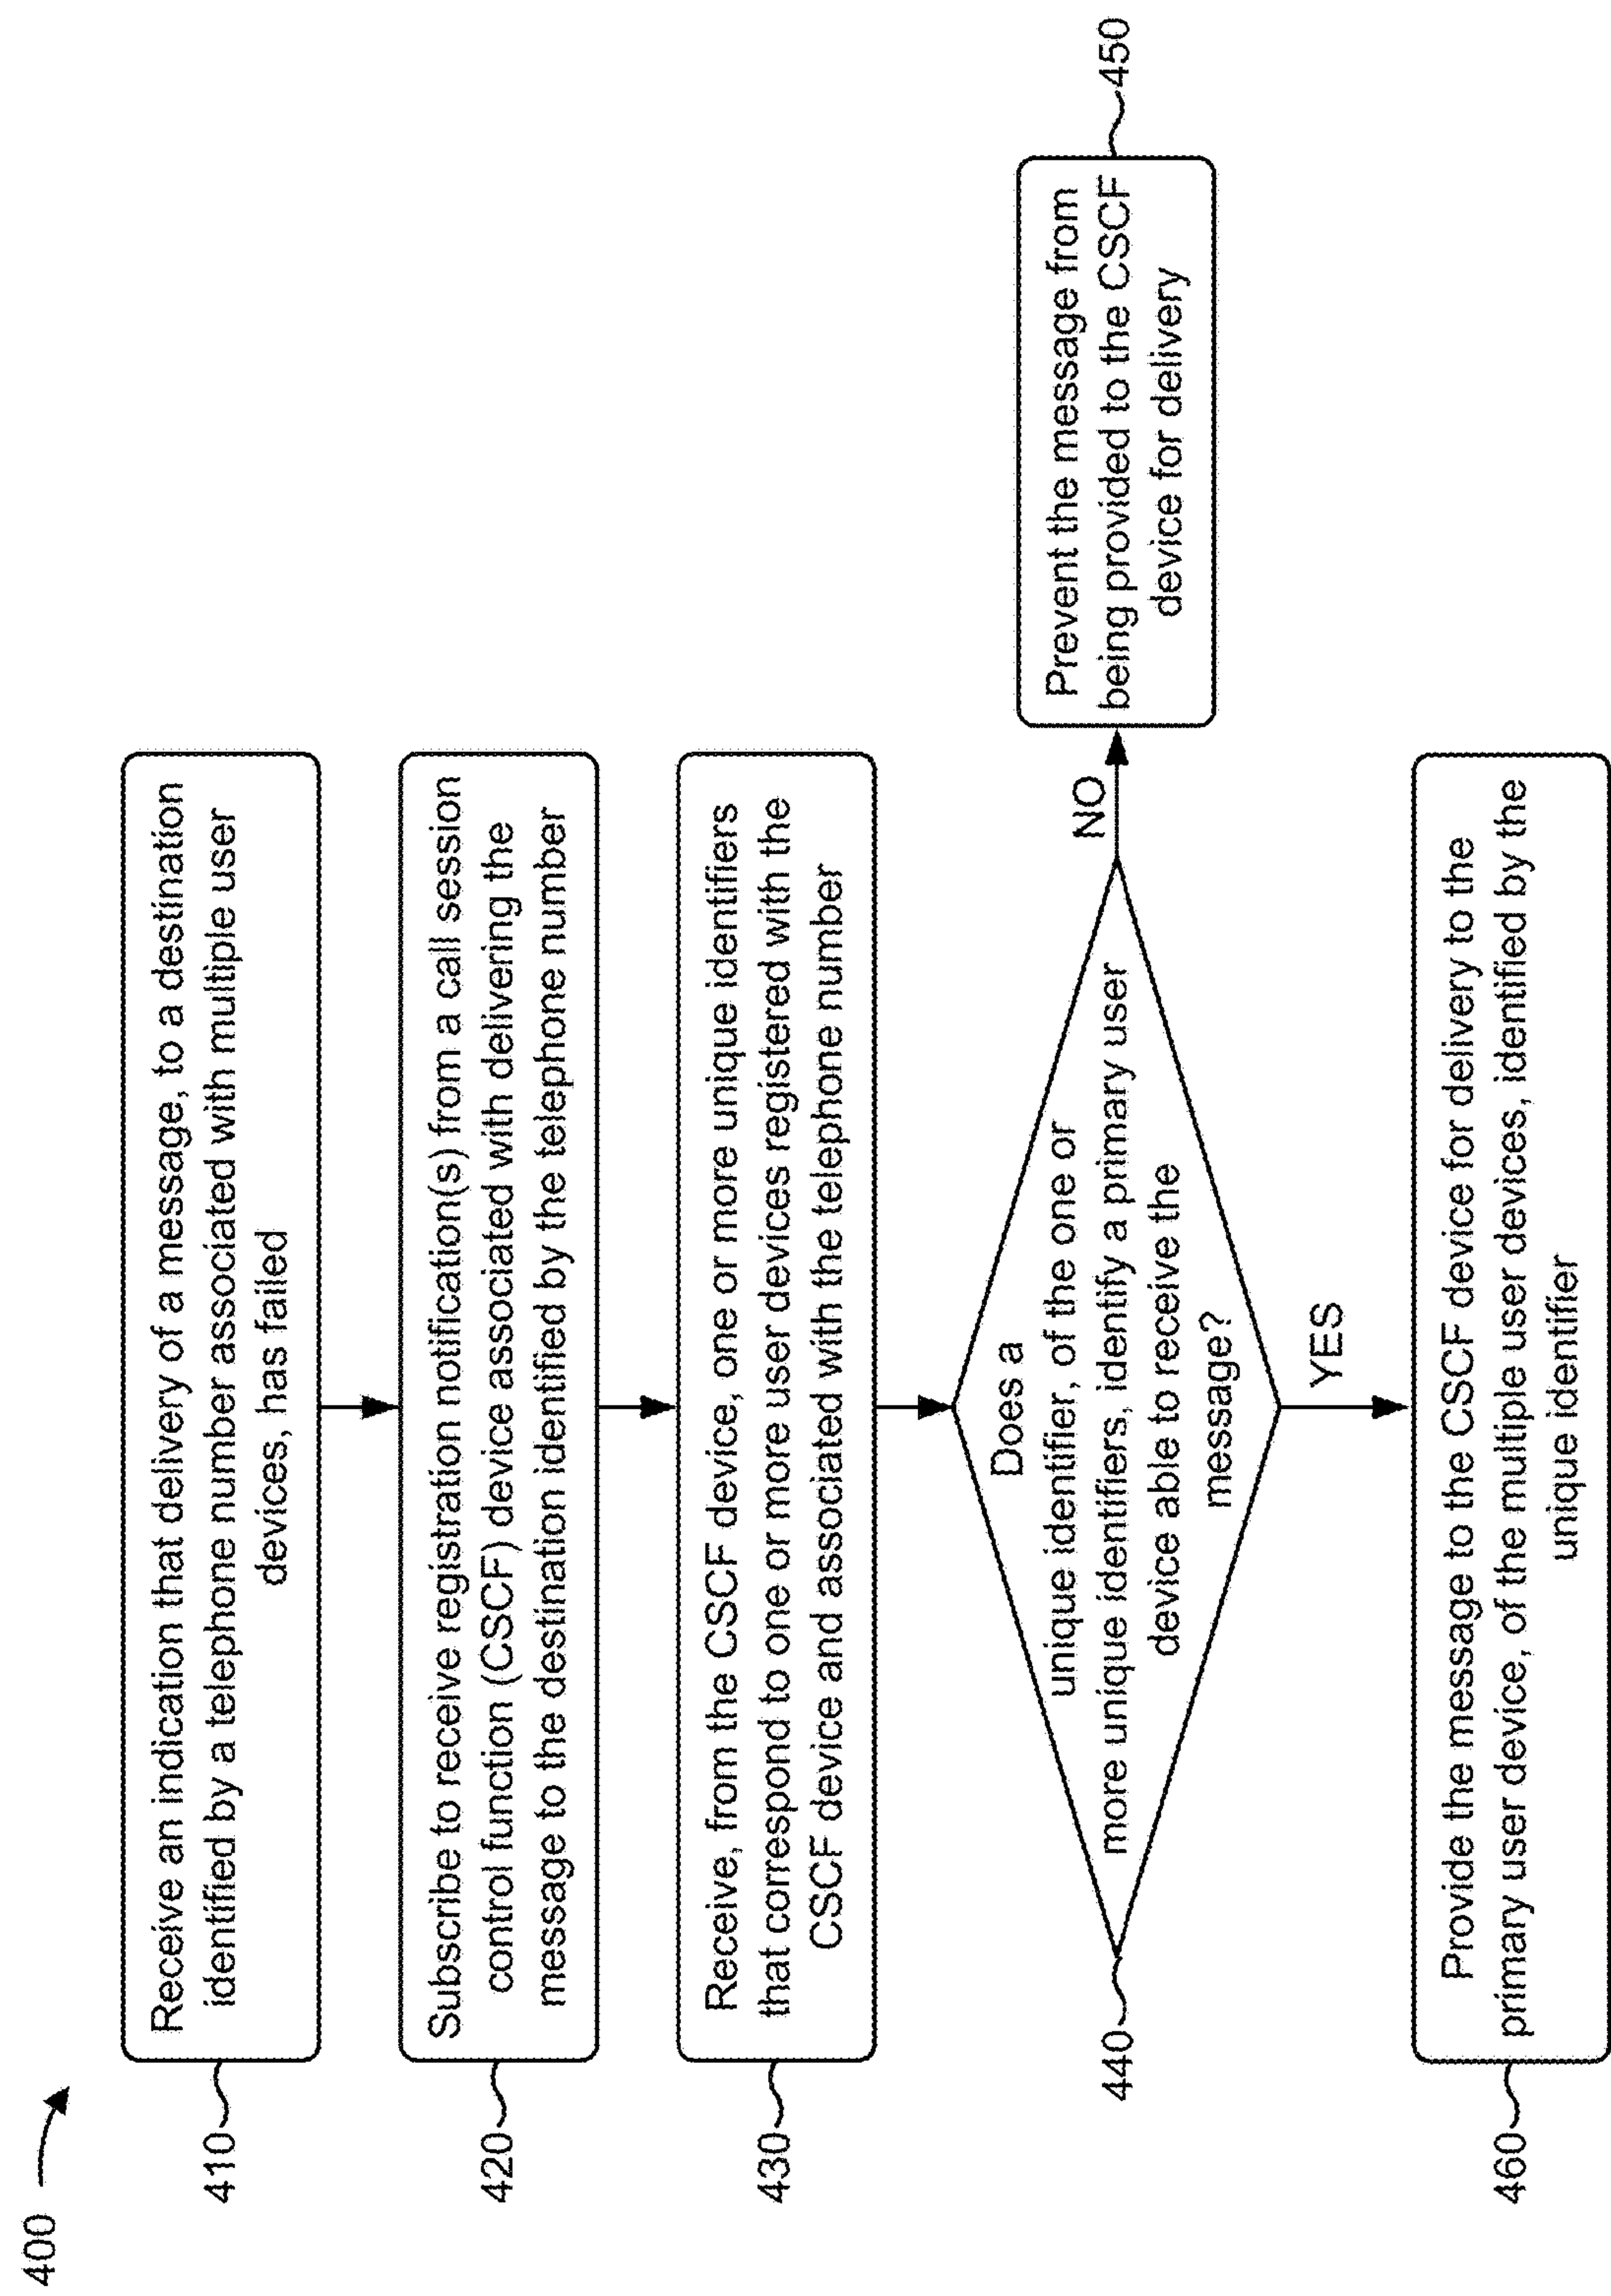 400
410
Receive an indication that delivery of a message, to a destination
identified by a telephone number associated with multiple user
devices, has failed
420
Subscribe to receive registration notification(s) from a call session
control function (CSCF) device associated with delivering the
message to the destination identified by the telephone number
430
Receive, from the CSCF device, one or more unique identifiers
that correspond to one or more user devices registered with the
CSCF device and associated with the telephone number
440
Does a
unique identifier, of the one or
more unique identifiers, identify a primary user
device able to receive the
message?
NO
450
Prevent the message from
being provided to the CSCF
device for delivery
YES
460
Provide the message to the CSCF device for delivery to the
primary user device, of the multiple user devices, identified by the
unique identifier